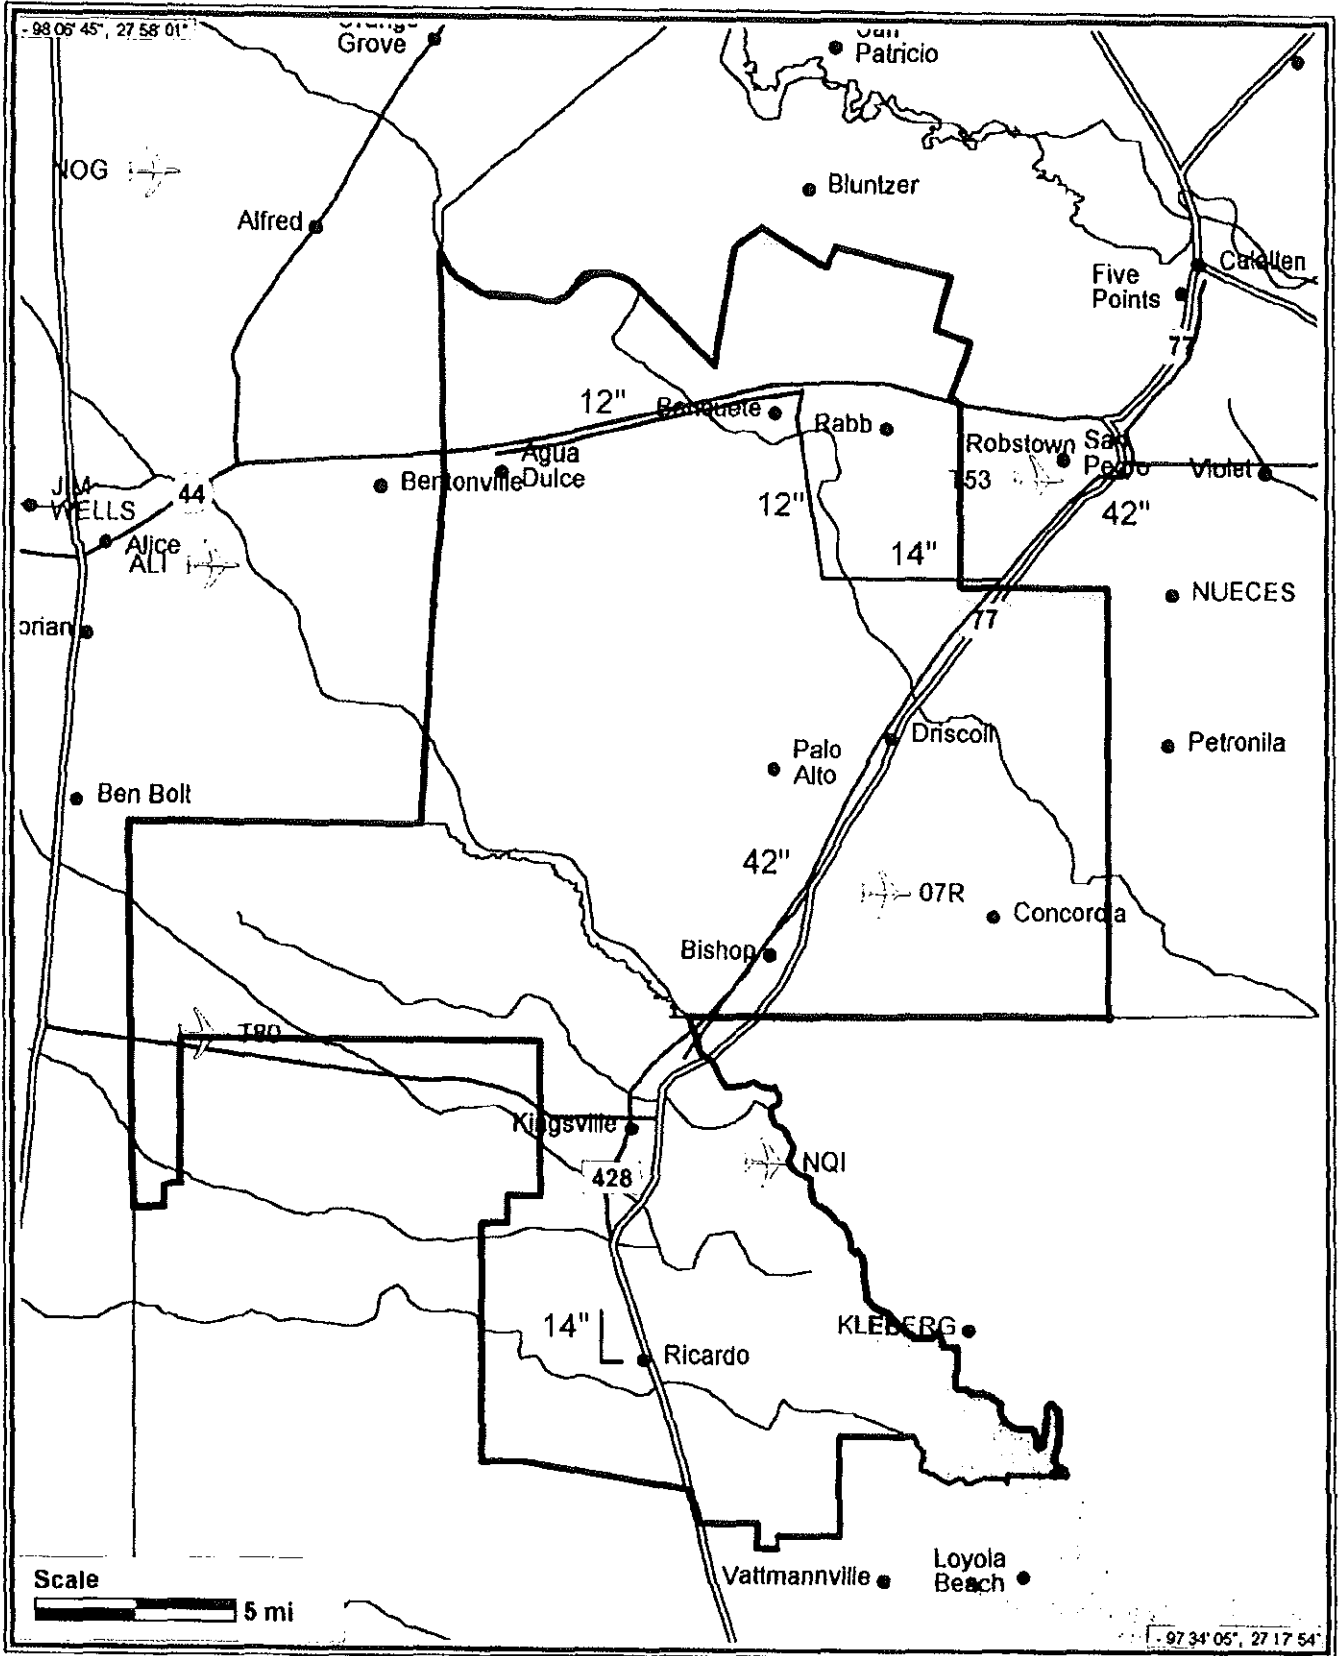 - 98 06' 45", 27 58' 01"
Grove
Patricio
NOG
Bluntzer
Alfred
Calallen
Five
Points
77
12"
Banquete
Rabb
Robstown
San
Pedro
Agua
Dulce
Bentonville
T53
Violet
44
JIM
WELLS
12"
42"
Alice
ALI
14"
NUECES
77
Driscoll
Palo
Alto
Petronila
Ben Bolt
42"
07R
Concordia
Bishop
T80
Kingsville
NQI
428
14"
KLEBERG
Ricardo
Vattmannville
Loyola
Beach
Scale
5 mi
- 97 34' 05", 27 17' 54"